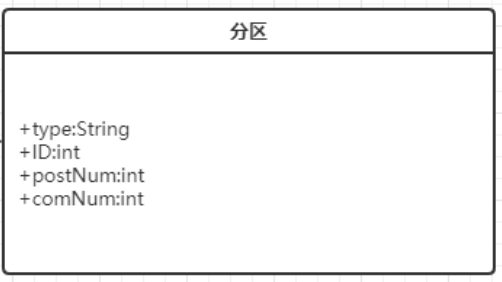 分区
+type:String
+ID:int
+postNum:int
+comNum:int